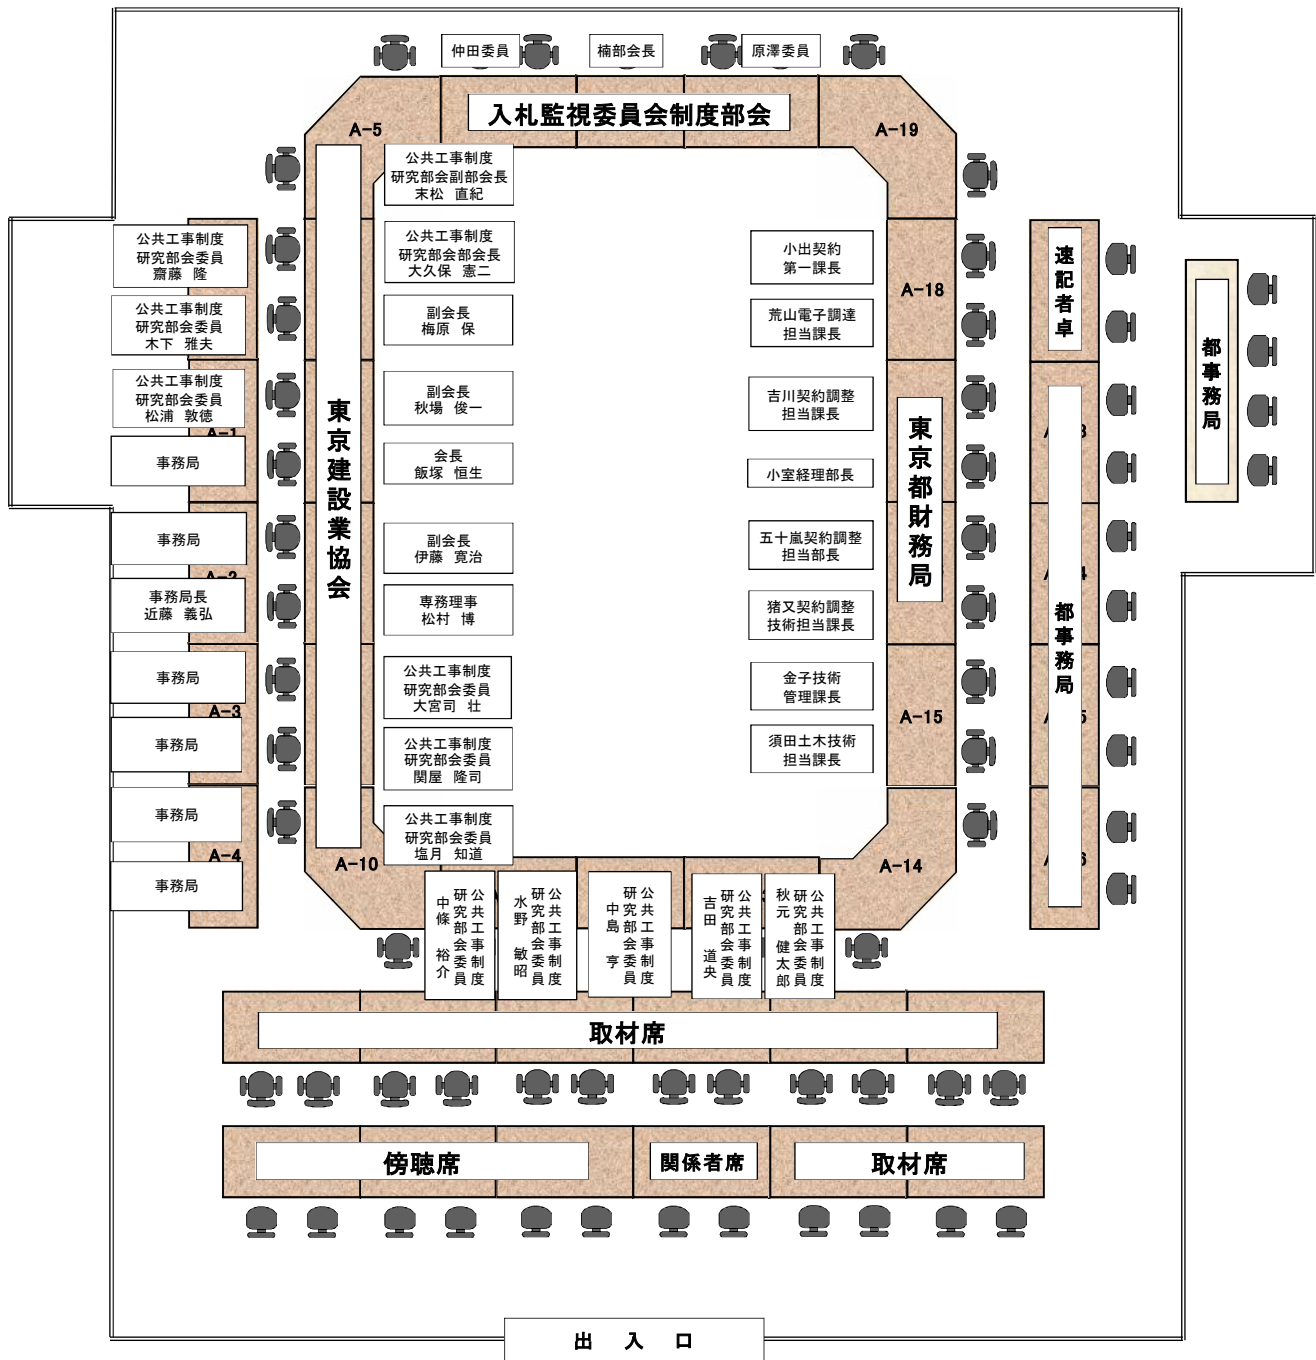 仲田委員
楠部会長
原澤委員
入札監視委員会制度部会
A-5
A-19
公共工事制度
研究部会副部会長
末松 直紀
公共工事制度
研究部会委員
齋藤 隆
公共工事制度
研究部会部会長
大久保 憲二
小出契約
第一課長
A-18
速記者卓
公共工事制度
研究部会委員
木下 雅夫
副会長
梅原 保
荒山電子調達
担当課長
都事務局
公共工事制度
研究部会委員
松浦 敦徳
A-1
副会長
秋場 俊一
吉川契約調整
担当課長
東京建設業協会
東京都財務局
事務局
会長
飯塚 恒生
小室経理部長
事務局
A-2
副会長
伊藤 寛治
五十嵐契約調整
担当部長
事務局長
近藤 義弘
専務理事
松村 博
猪又契約調整
技術担当課長
都事務局
事務局
A-3
公共工事制度
研究部会委員
大宮司 壮
金子技術
管理課長
A-15
事務局
公共工事制度
研究部会委員
関屋 隆司
須田土木技術
担当課長
事務局
公共工事制度
研究部会委員
塩月 知道
A-4
A-10
A-14
事務局
公共工事制度
研究部会委員
中條 裕介
公共工事制度
研究部会委員
水野 敏昭
公共工事制度
研究部会委員
中島 亨
公共工事制度
研究部会委員
吉田 道央
公共工事制度
研究部会委員
秋元 健太郎
取材席
傍聴席
関係者席
取材席
出入口